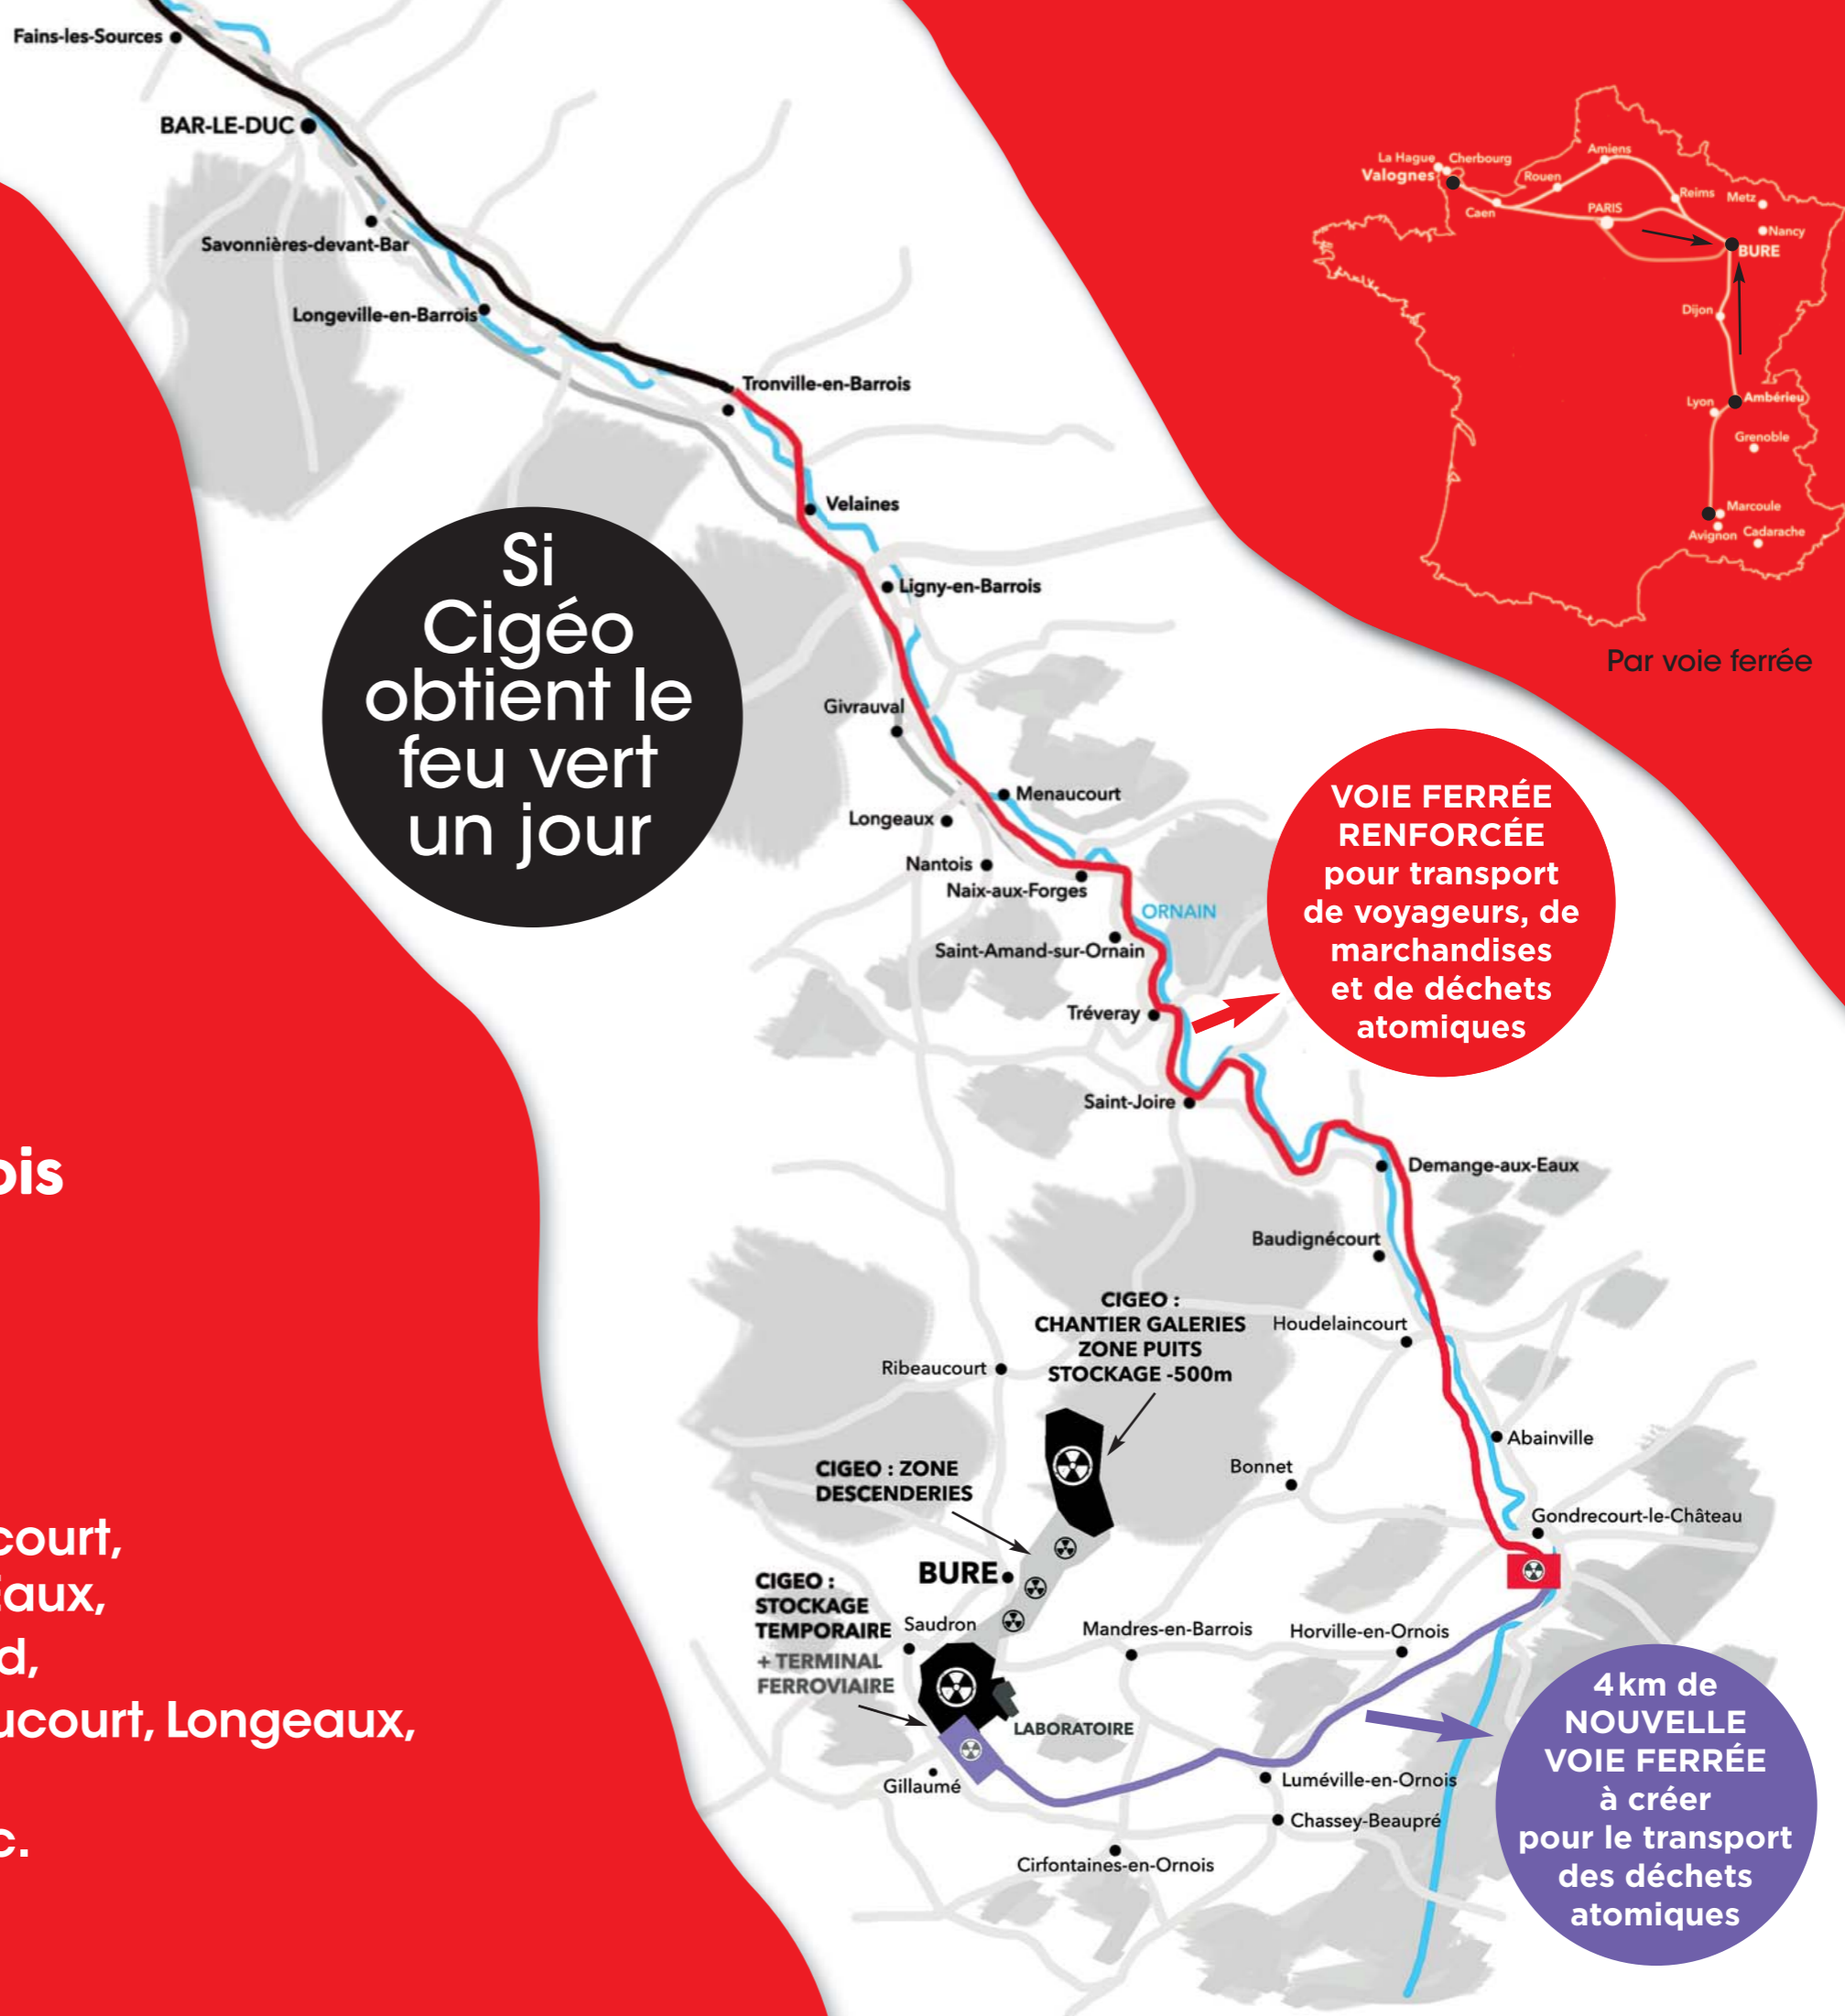 Fains-les-Sources
BAR-LE-DUC
Savonnières-devant-Bar
Longeville-en-Barrois
Tronville-en-Barrois
Velaines
Ligny-en-Barrois
Givrauval
Menaucourt
Longeaux
Nantois
Naix-aux-Forges
ORNAIN
Saint-Amand-sur-Ornain
Tréveray
Saint-Joire
Demange-aux-Eaux
Baudignécourt
Houdelaincourt
Ribeaucourt
Abainville
Bonnet
Gondrecourt-le-Château
BURE
Saudron
Mandres-en-Barrois
Horville-en-Ornois
Gillaumé
Luméville-en-Ornois
Chassey-Beaupré
Cirfontaines-en-Ornois
CIGEO :
CHANTIER GALERIES
ZONE PUITS
STOCKAGE -500m
CIGEO : ZONE
DESCENDERIES
CIGEO :
STOCKAGE
TEMPORAIRE
+ TERMINAL
FERROVIAIRE
LABORATOIRE
Si
Cigéo
obtient le
feu vert
un jour
La Hague
Cherbourg
Valognes
Caen
Rouen
Amiens
PARIS
Reims
Metz
Nancy
BURE
Dijon
Lyon
Ambérieu
Grenoble
Marcoule
Avignon
Cadarache
Par voie ferrée
VOIE FERRÉE
RENFORCÉE
pour transport
de voyageurs, de
marchandises
et de déchets
atomiques
4 km de
NOUVELLE
VOIE FERRÉE
à créer
pour le transport
des déchets
atomiques
ois
court,
Eaux,
d,
ucourt, Longeaux,
c.